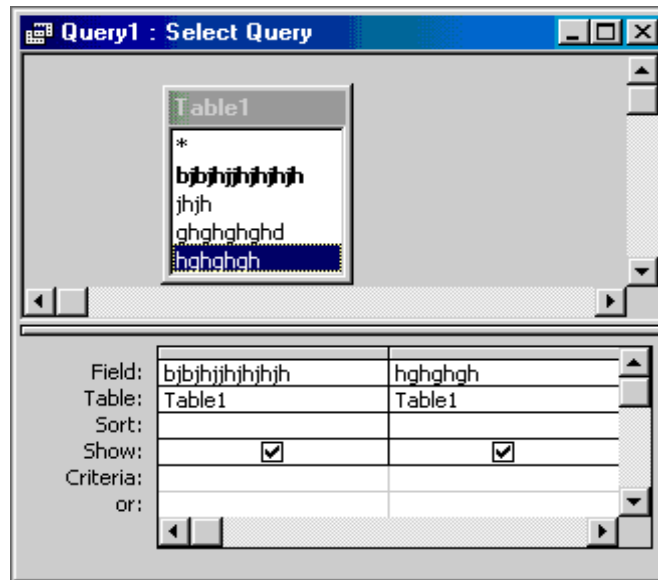 Query1 : Select Query
Table1
*
bjbjhjjhjhjhjh
jhjh
ghghghghd
hghghgh
Field: bjbjhjjhjhjhjh hghghgh
Table: Table1 Table1
Sort:
Show:
Criteria:
or: